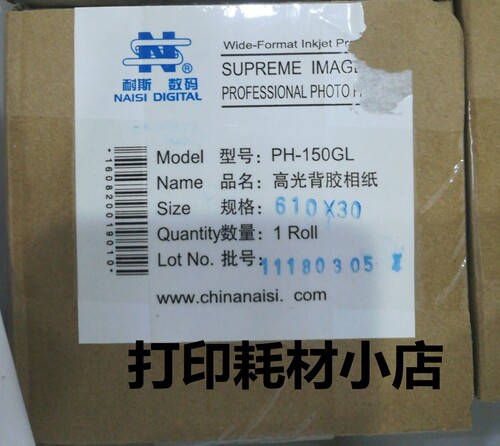 耐斯 数码
NAISI DIGITAL
Wide-Format Inkjet
SUPREME IMAG
PROFESSIONAL PHOTO
Model 型号: PH-150GL
Name 品名: 高光背胶相纸
Size 规格: 610X30
Quantity数量: 1 Roll
Lot No. 批号: 11180305
www.chinanaisi. com
*160820019010*
打印耗材小店